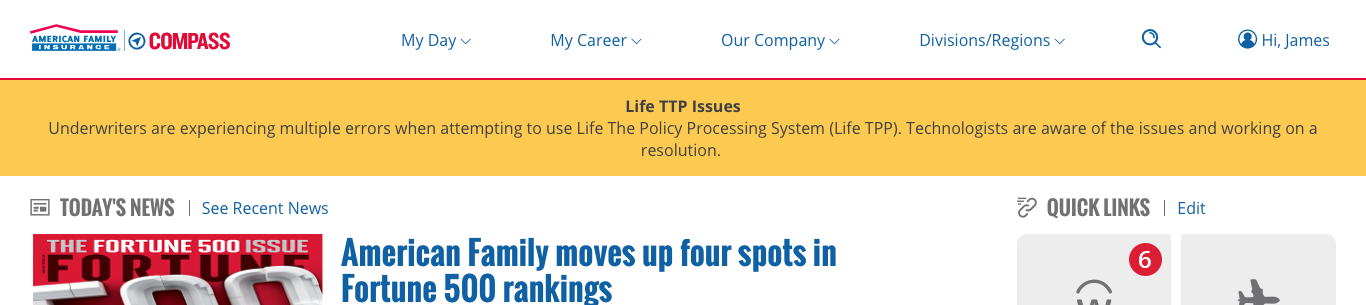 AMERICAN FAMILY
INSURANCE
COMPASS
My Day
My Career
Our Company
Divisions/Regions
Hi, James
Life TTP Issues
Underwriters are experiencing multiple errors when attempting to use Life The Policy Processing System (Life TPP). Technologists are aware of the issues and working on a
resolution.
TODAY'S NEWS | See Recent News
QUICK LINKS | Edit
THE FORTUNE 500 ISSUE
FORTUNE
500
American Family moves up four spots in
Fortune 500 rankings
6
W